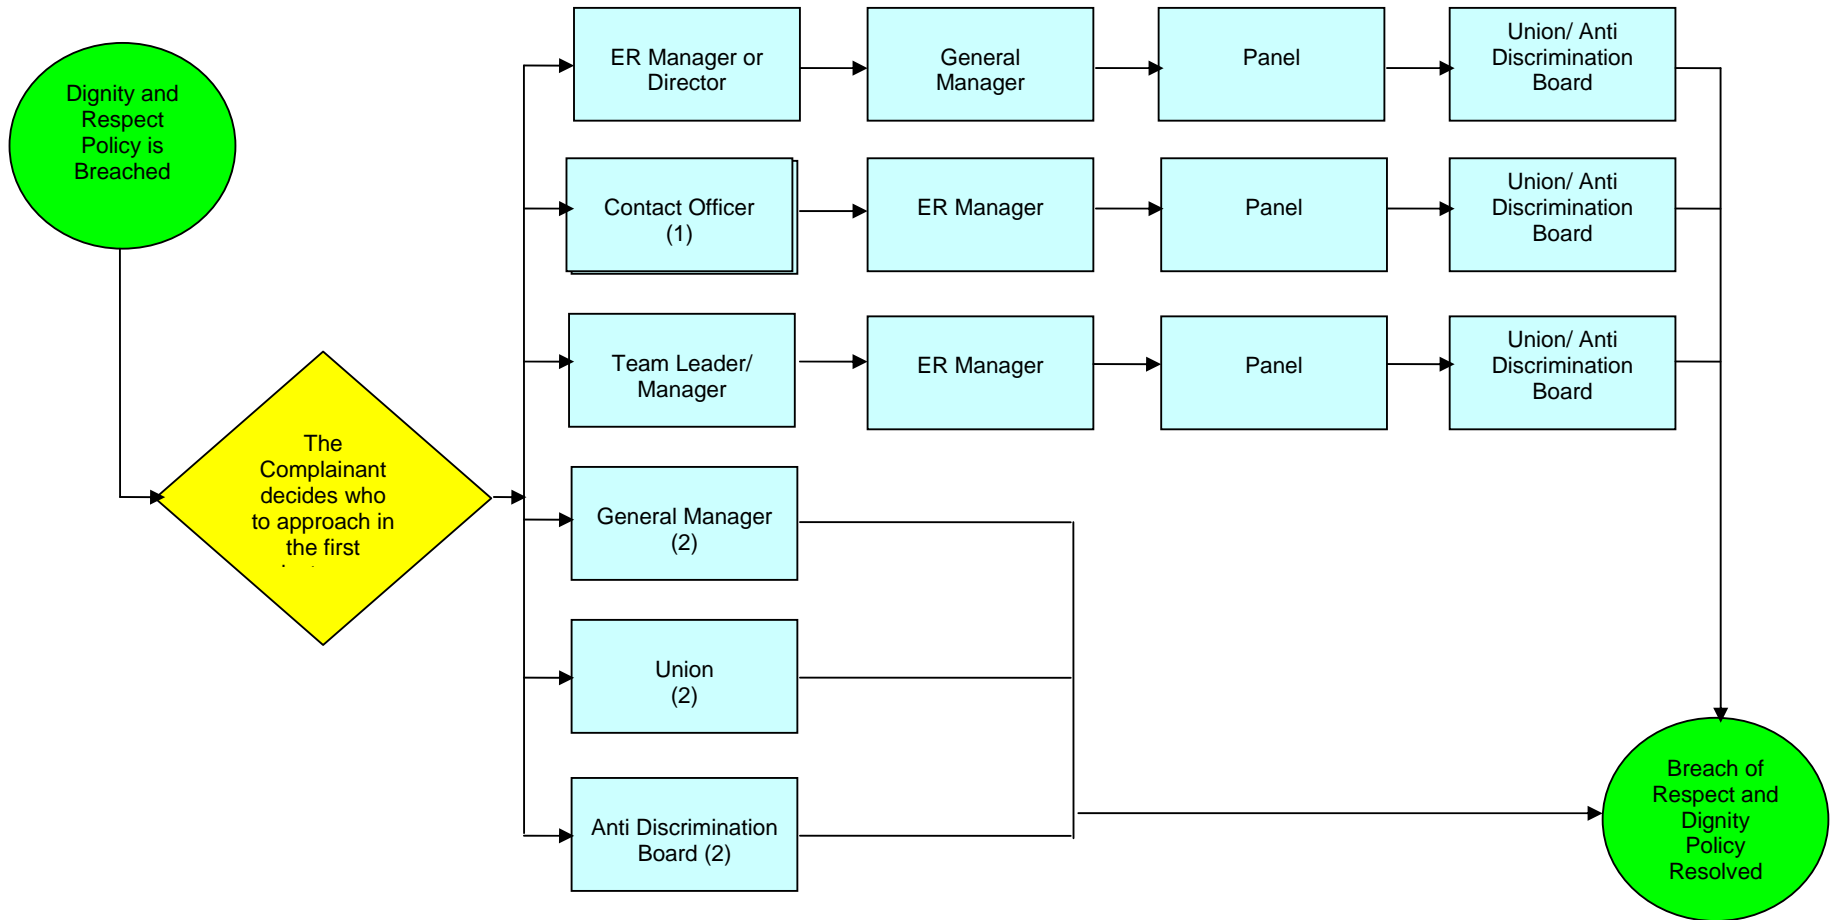 Dignity and
Respect
Policy is
Breached
ER Manager or
Director
General
Manager
Panel
Union/ Anti
Discrimination
Board
Contact Officer
(1)
ER Manager
Panel
Union/ Anti
Discrimination
Board
Team Leader/
Manager
ER Manager
Panel
Union/ Anti
Discrimination
Board
The
Complainant
decides who
to approach in
the first
General Manager
(2)
Union
(2)
Anti Discrimination
Board (2)
Breach of
Respect and
Dignity
Policy
Resolved